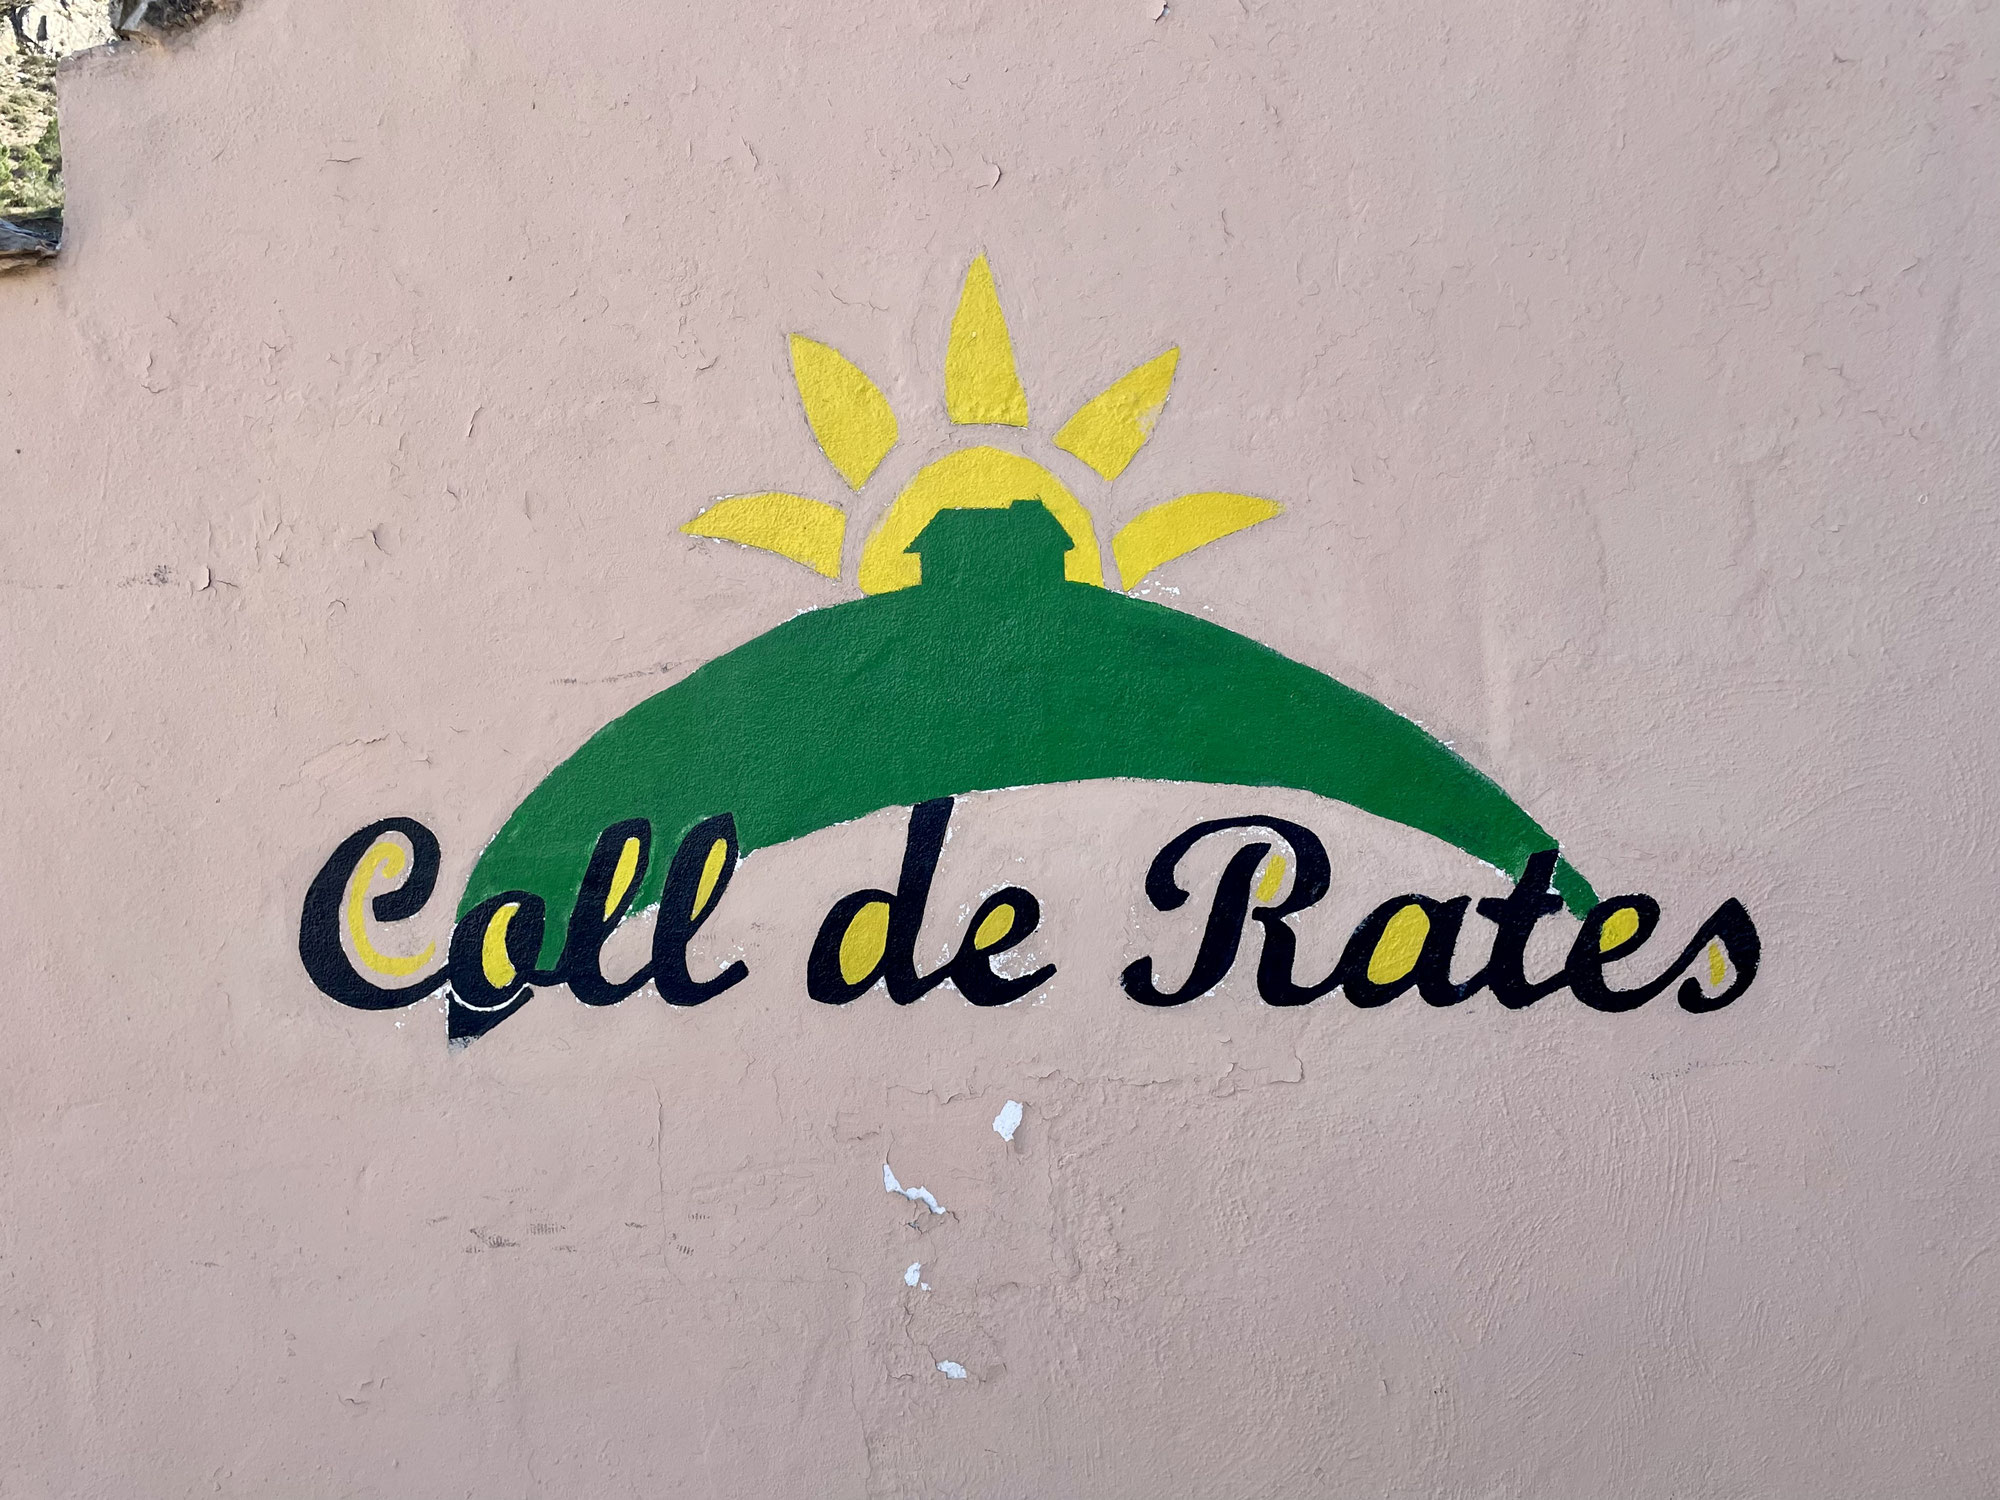 Coll de Rates